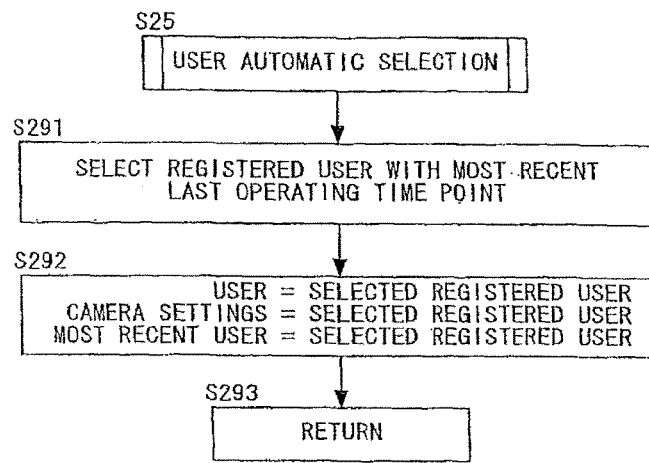 S25
USER AUTOMATIC SELECTION
S291
SELECT REGISTERED USER WITH MOST RECENT
LAST OPERATING TIME POINT
S292
USER = SELECTED REGISTERED USER
CAMERA SETTINGS = SELECTED REGISTERED USER
MOST RECENT USER = SELECTED REGISTERED USER
S293
RETURN